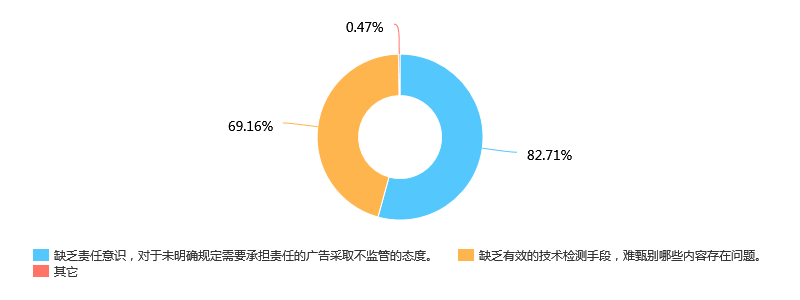 0.47%
69.16%
82.71%
缺乏责任意识，对于未明确规定需要承担责任的广告采取不监管的态度。
缺乏有效的技术检测手段，难甄别哪些内容存在问题。
其它